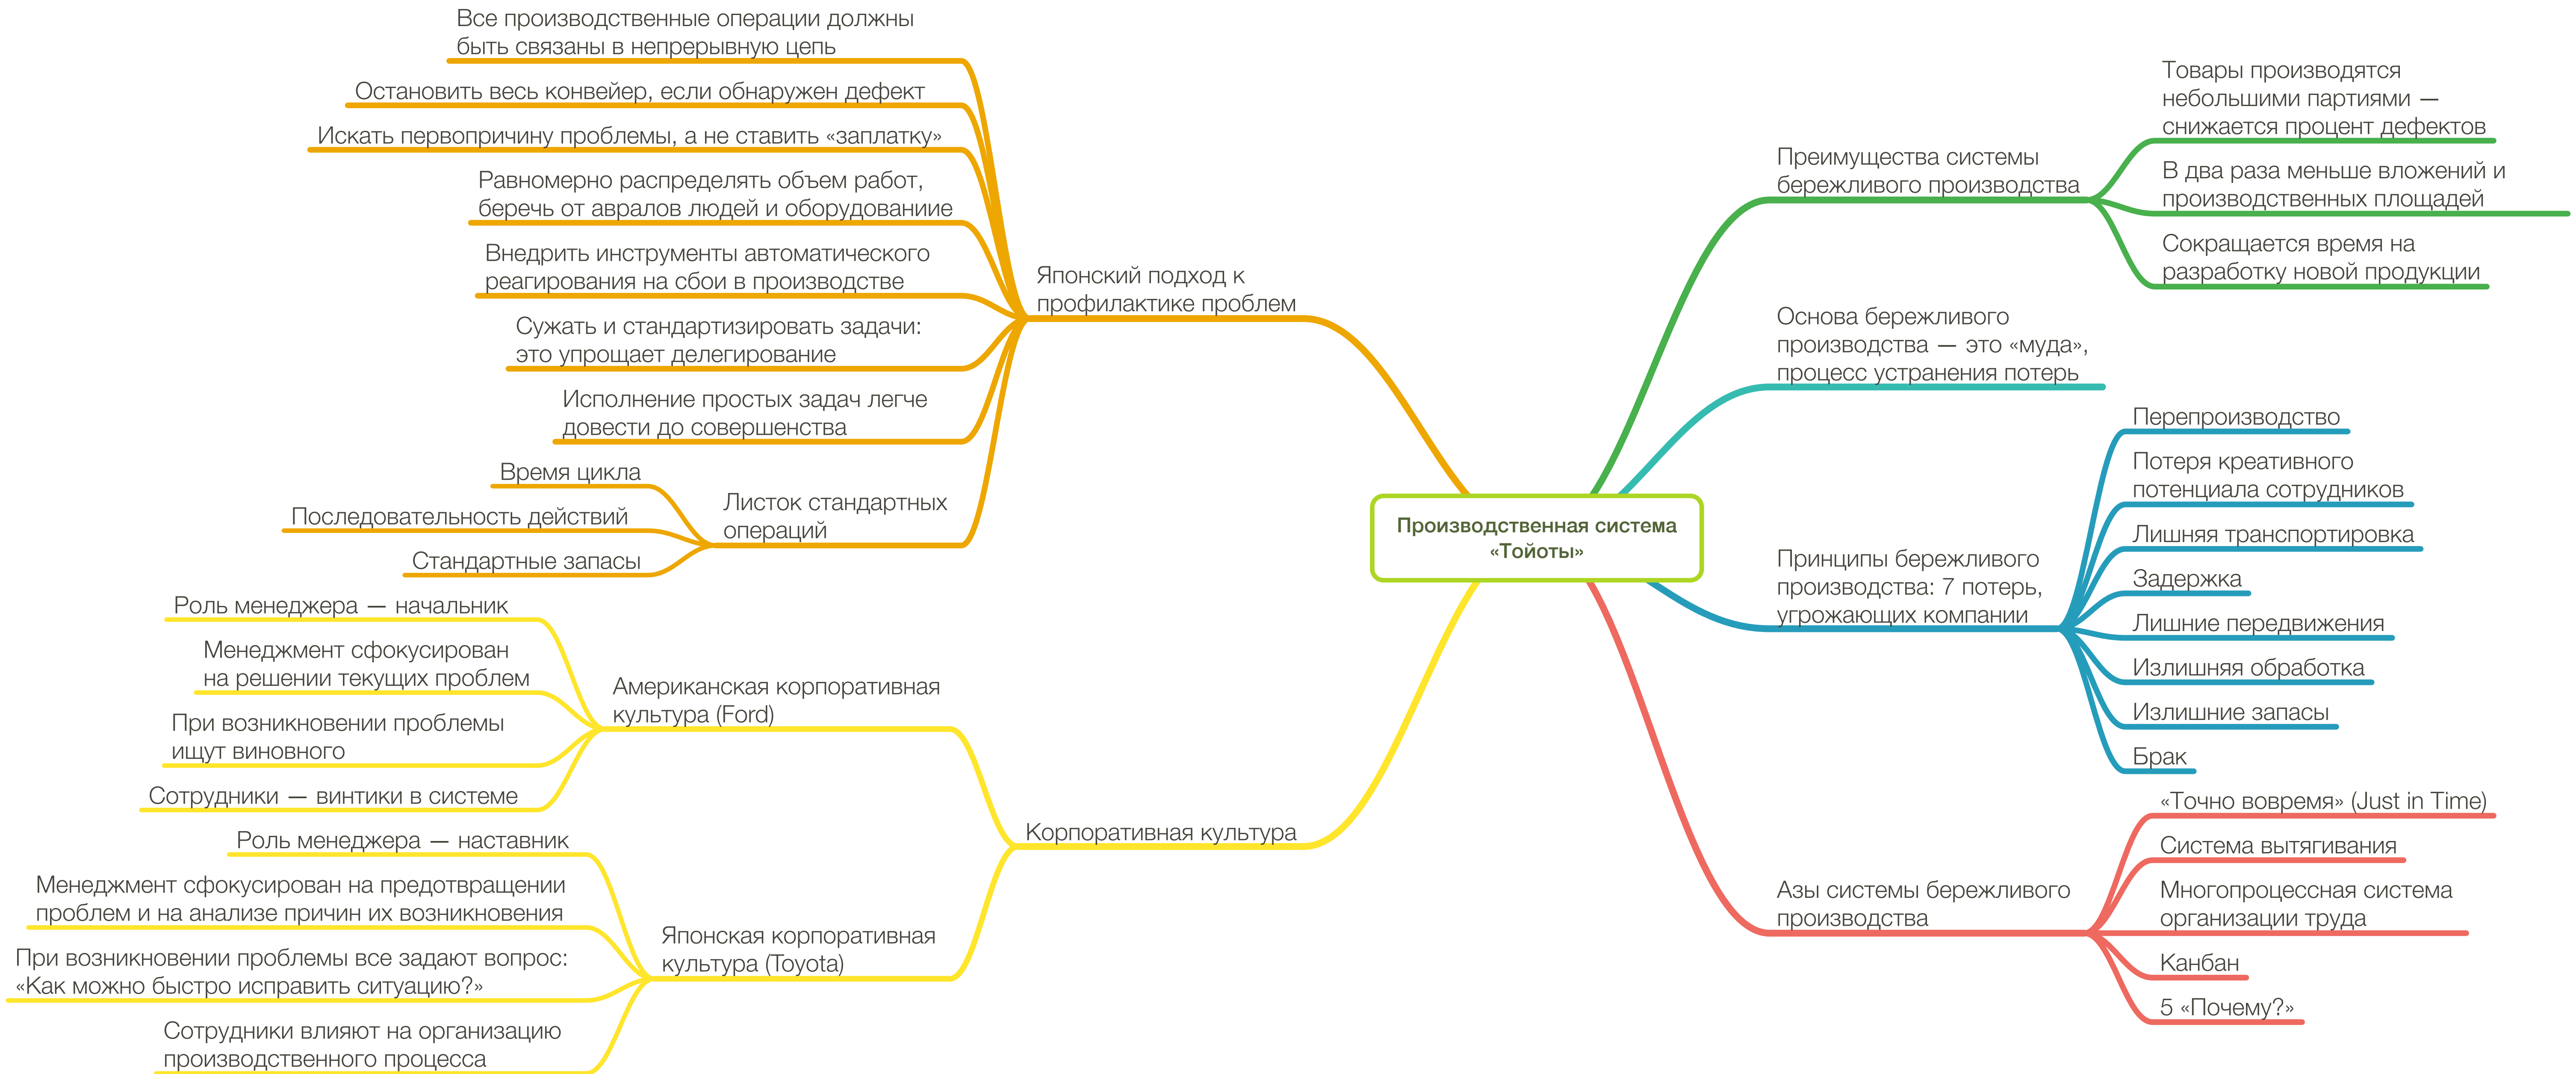 Все производственные операции должны
быть связаны в непрерывную цепь
Остановить весь конвейер, если обнаружен дефект
Искать первопричину проблемы, а не ставить «заплатку»
Равномерно распределять объем работ,
беречь от авралов людей и оборудованиие
Внедрить инструменты автоматического
реагирования на сбои в производстве
Сужать и стандартизировать задачи:
это упрощает делегирование
Исполнение простых задач легче
довести до совершенства
Время цикла
Последовательность действий
Стандартные запасы
Листок стандартных
операций
Японский подход к
профилактике проблем
Роль менеджера — начальник
Менеджмент сфокусирован
на решении текущих проблем
При возникновении проблемы
ищут виновного
Сотрудники — винтики в системе
Американская корпоративная
культура (Ford)
Роль менеджера — наставник
Менеджмент сфокусирован на предотвращении
проблем и на анализе причин их возникновения
При возникновении проблемы все задают вопрос:
«Как можно быстро исправить ситуацию?»
Сотрудники влияют на организацию
производственного процесса
Японская корпоративная
культура (Toyota)
Корпоративная культура
Производственная система
«Тойоты»
Преимущества системы
бережливого производства
Товары производятся
небольшими партиями —
снижается процент дефектов
В два раза меньше вложений и
производственных площадей
Сокращается время на
разработку новой продукции
Основа бережливого
производства — это «муда»,
процесс устранения потерь
Принципы бережливого
производства: 7 потерь,
угрожающих компании
Перепроизводство
Потеря креативного
потенциала сотрудников
Лишняя транспортировка
Задержка
Лишние передвижения
Излишняя обработка
Излишние запасы
Брак
Азы системы бережливого
производства
«Точно вовремя» (Just in Time)
Система вытягивания
Многопроцессная система
организации труда
Канбан
5 «Почему?»